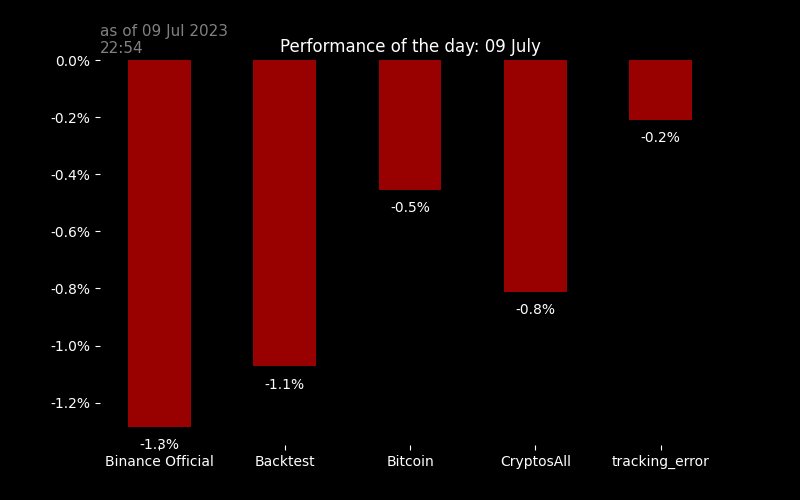 as of 09 Jul 2023
22:54
Performance of the day: 09 July
0.0%
-0.2%
-0.4%
-0.6%
-0.8%
-1.0%
-1.2%
-1.3%
-1.1%
-0.5%
-0.8%
-0.2%
Binance Official
Backtest
Bitcoin
CryptosAll
tracking_error